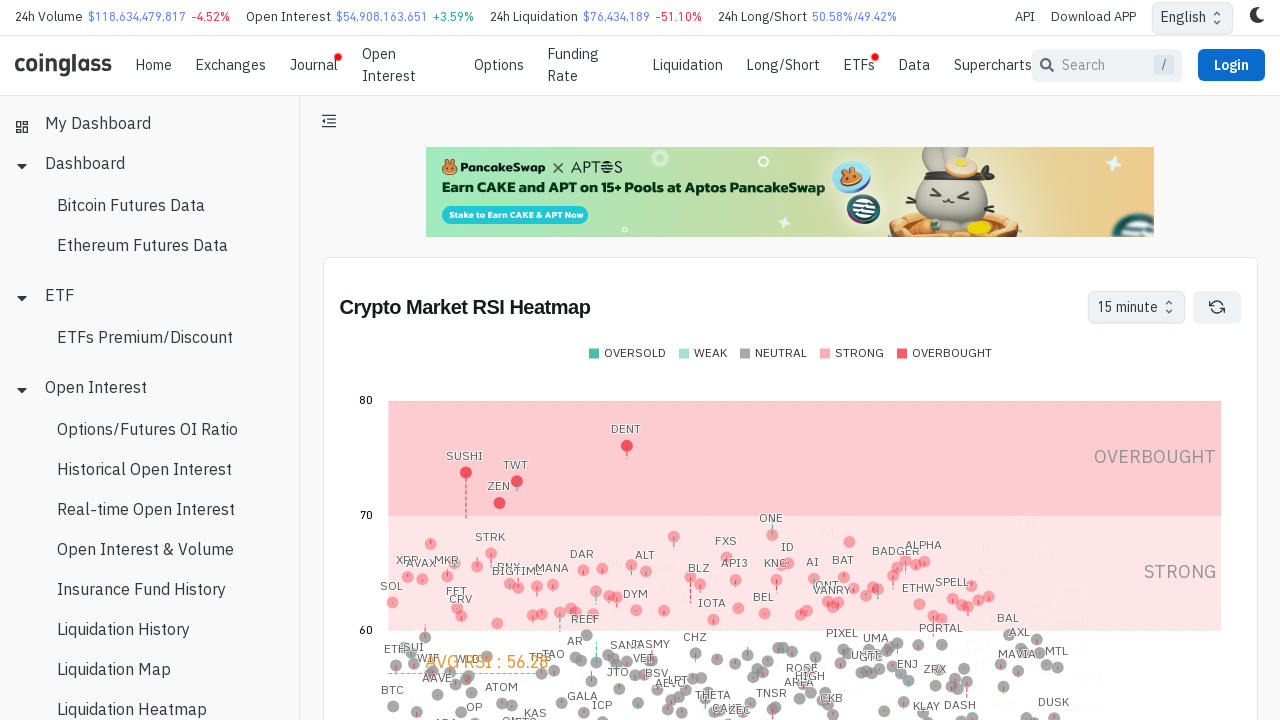 24h Volume $118,634,479,817 -4.52% Open Interest $54,908,163,651 +3.59% 24h Liquidation $76,434,189 -51.10% 24h Long/Short 50.58%/49.42% API Download APP English
coinglass Home Exchanges Journal Open Interest Options Funding Rate Liquidation Long/Short ETFs Data Supercharts Search / Login
My Dashboard
Dashboard
Bitcoin Futures Data
Ethereum Futures Data
ETF
ETFs Premium/Discount
Open Interest
Options/Futures OI Ratio
Historical Open Interest
Real-time Open Interest
Open Interest & Volume
Insurance Fund History
Liquidation History
Liquidation Map
Liquidation Heatmap
PancakeSwap × APTOS
Earn CAKE and APT on 15+ Pools at Aptos PancakeSwap
Stake to Earn CAKE & APT Now
Crypto Market RSI Heatmap 15 minute
OVERSOLD WEAK NEUTRAL STRONG OVERBOUGHT
80
DENT
SUSHI
TWT
ZEN
OVERBOUGHT
70
ONE
STRK
FXS
ID
DAR
ALT
BADGER
ALPHA
XRP
AVAX
MKR
BIGTIME
MANA
BLZ
API3
KNC
AI
BAT
STRONG
SOL
FET
CRV
DYM
IOTA
BEL
VANRY
ETHW
SPELL
REEF
60
PORTAL
BAL
AXL
PIXEL
UMA
CHZ
AR
JASMY
SUI
TAO
GTC
ENJ
ZRX
MAVIA
MTL
AVG RSI : 56.28
AAVE
JTO
BSV
ROSE
HIGH
BTC
ATOM
GALA
ICP
THETA
TNSR
CKB
OP
KAS
KLAY
DASH
DUSK